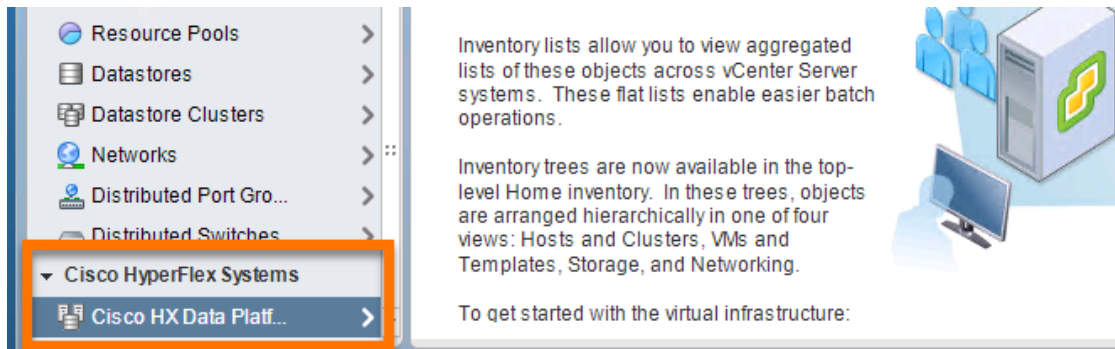 Resource Pools
Datastores
Datastore Clusters
Networks
Distributed Port Gro...
Distributed Switches
Cisco HyperFlex Systems
Cisco HX Data Platf...
Inventory lists allow you to view aggregated
lists of these objects across vCenter Server
systems. These flat lists enable easier batch
operations.
Inventory trees are now available in the top-
level Home inventory. In these trees, objects
are arranged hierarchically in one of four
views: Hosts and Clusters, VMs and
Templates, Storage, and Networking.
To get started with the virtual infrastructure: